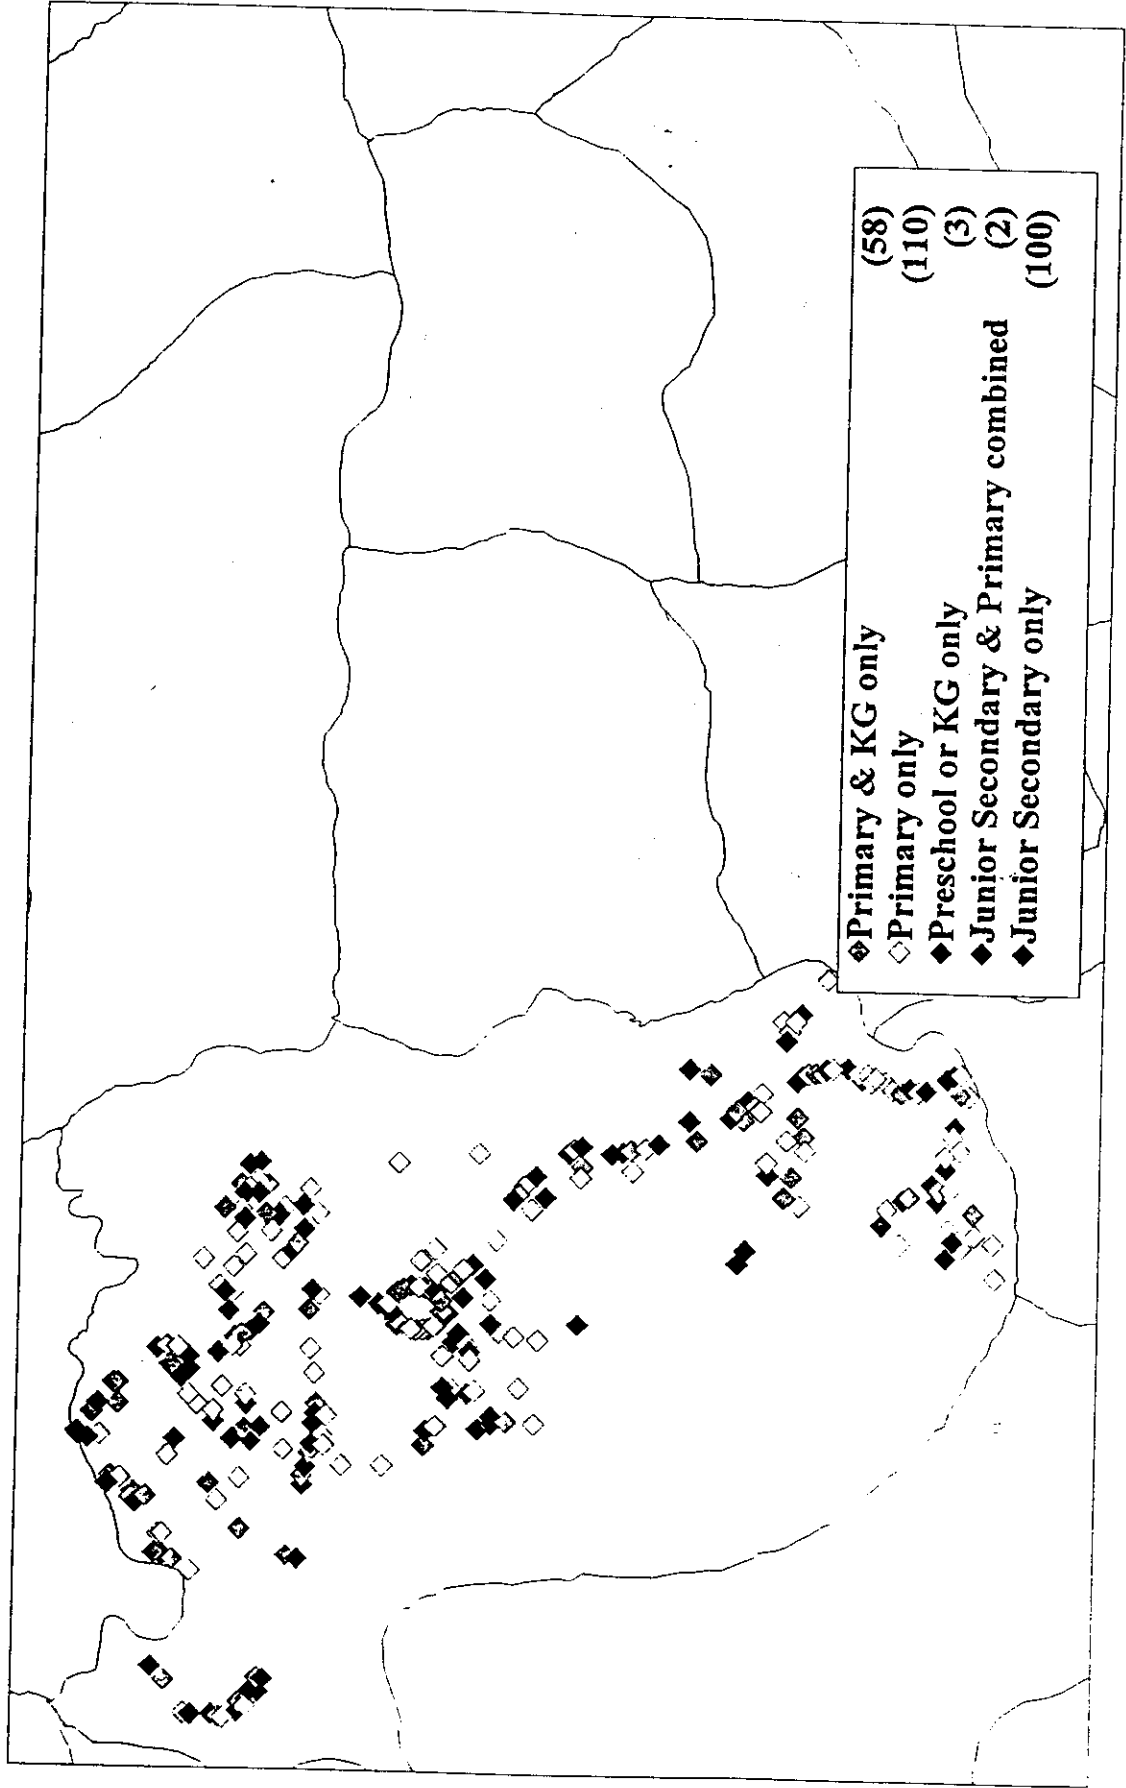 Primary & KG only (58)
Primary only (110)
Preschool or KG only (3)
Junior Secondary & Primary combined (2)
Junior Secondary only (100)